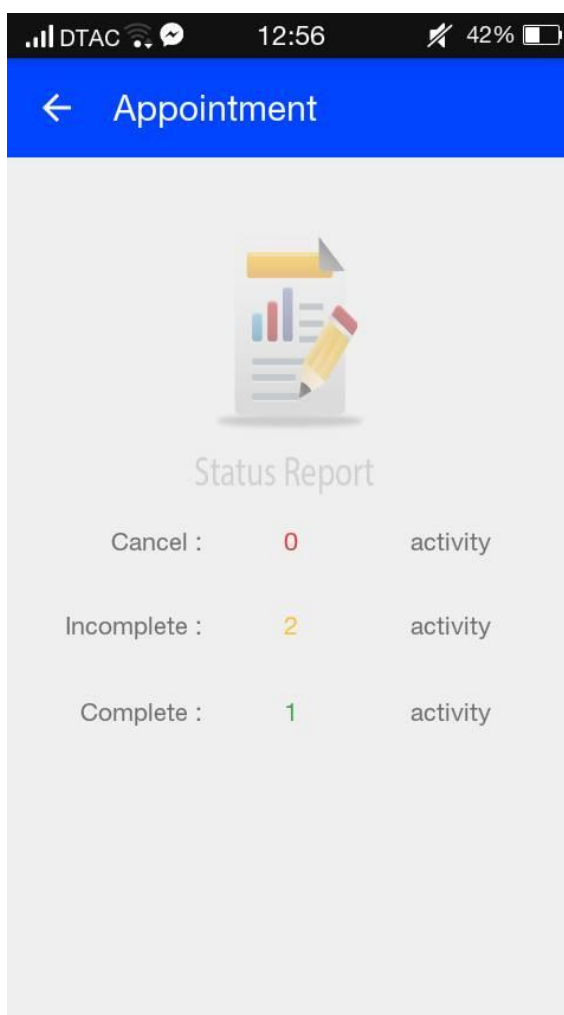 DTAC 12:56 42%
Appointment
Status Report
Cancel : 0 activity
Incomplete : 2 activity
Complete : 1 activity